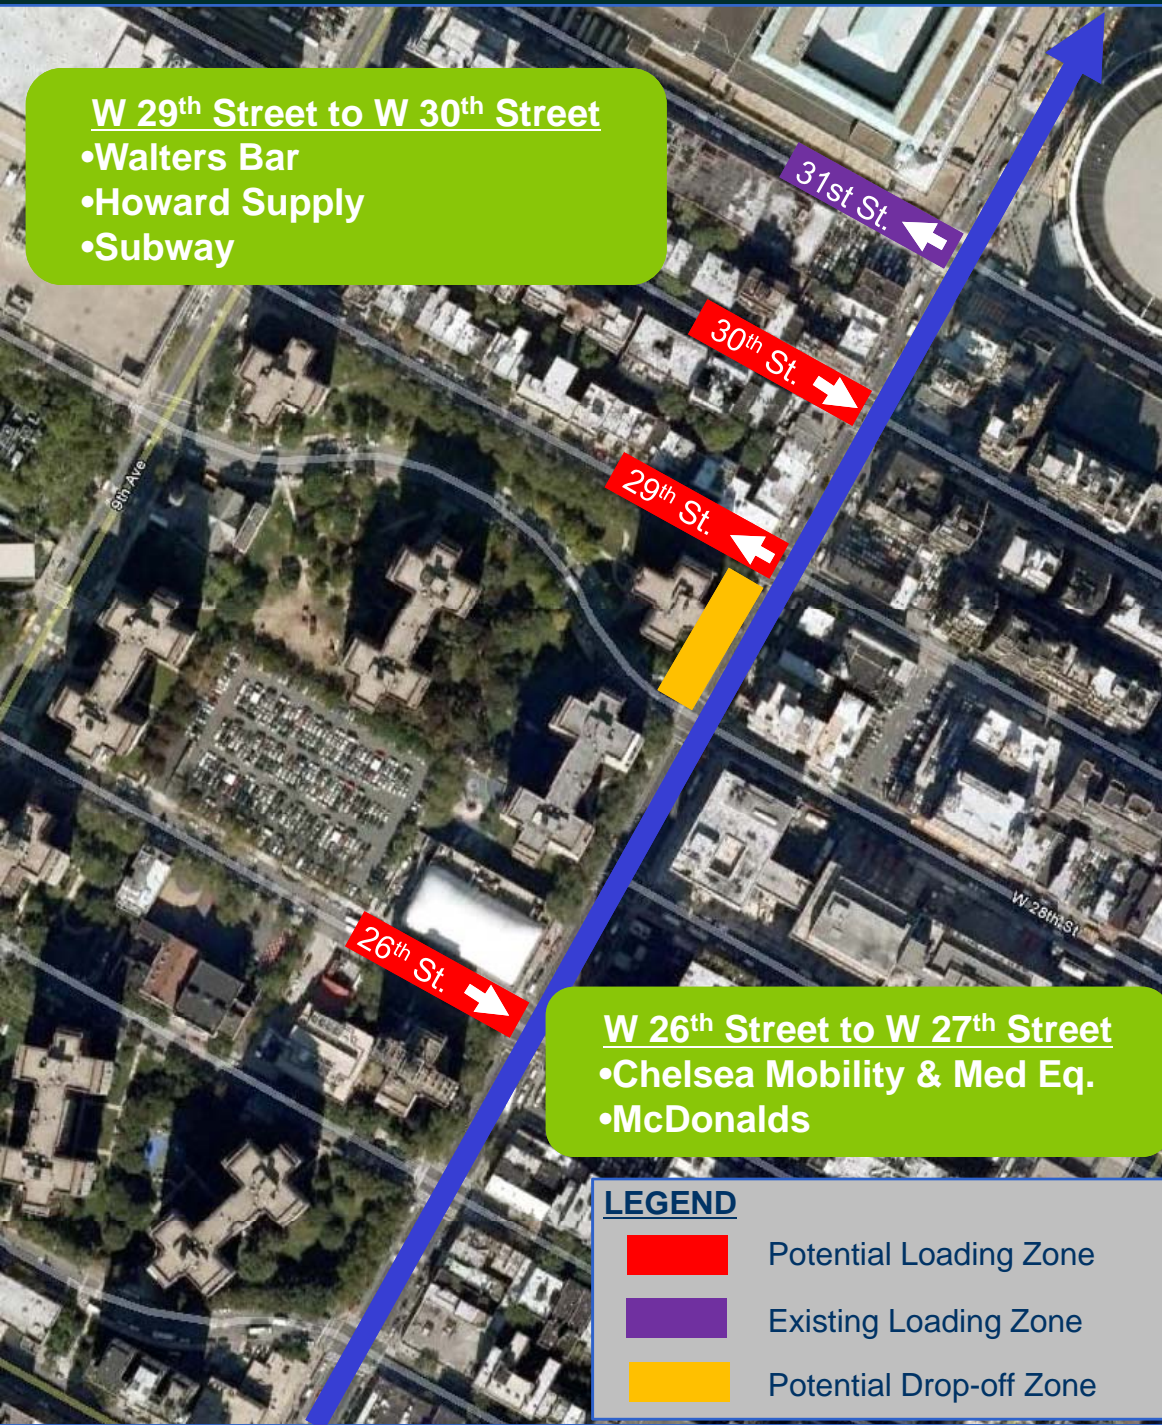 W 29th Street to W 30th Street
•Walters Bar
•Howard Supply
•Subway
31st St.
30th St.
29th St.
9th Ave
W 28th St
26th St.
W 26th Street to W 27th Street
•Chelsea Mobility & Med Eq.
•McDonalds
LEGEND
Potential Loading Zone
Existing Loading Zone
Potential Drop-off Zone